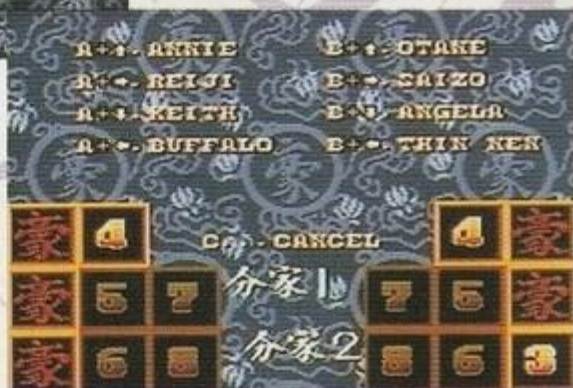 A+↑.ANNIE B+↑.OTANE
A+→.REIJI B+→.SAIZO
A+↓.KEITH B+↓.ANGELA
A+←.BUFFALO B+←.THIN NEN
豪 4 C....CANCEL 4 豪
豪 5 7 分家1 7 5 豪
豪 6 8 分家2 8 6 3